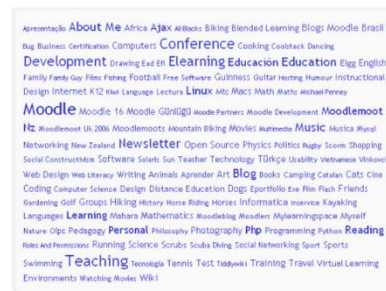 Apresentação About Me Africa Ajax All Blacks Biking Blended Learning Blogs Moodle Brasil
Bug Business Certification Computers Conference Cooking Coolstack Dancing
Development Drawing Ead Efl Elearning Educación Education Elgg English
Family Family Guy Films Fishing Football Free Software Guinness Guitar Hosting Humour Instructional
Design Internet K12 Kiwi Language Lectura Linux Mtc Macs Math Maths Michael Penney
Moodle Moodle 16 Moodle Günlüğü Moodle Partners Moodle Development Moodlemoot
Nz Moodlemoot Uk 2006 Moodlemoots Mountain Biking Movies Multimedia Music Musica Mysql
Networking New Zealand Newsletter Open Source Physics Politics Rugby Scorm Shopping
Social Constructivism Software Solaris Sun Teacher Technology Türkçe Usability Vietnamese Vinkovci
Web Design Web Literacy Writing Animals Aprender Art Blog Books Camping Catalan Cats Cine
Coding Computer Science Design Distance Education Dogs Eportfolio Exe Film Flash Friends
Gardening Golf Groups Hiking History Horse Riding Horses Informatica Inservice Kayaking
Languages Learning Mahara Mathematics Moodleblog Moodlers Mylearningspace Myself
Nature Olpc Pedagogy Personal Philosophy Photography Php Programming Python Reading
Roles And Permissions Running Science Scrubs Scuba Diving Social Networking Sport Sports
Swimming Teaching Tecnología Tennis Test Tiddlywiki Training Travel Virtual Learning
Environments Watching Movies Wiki